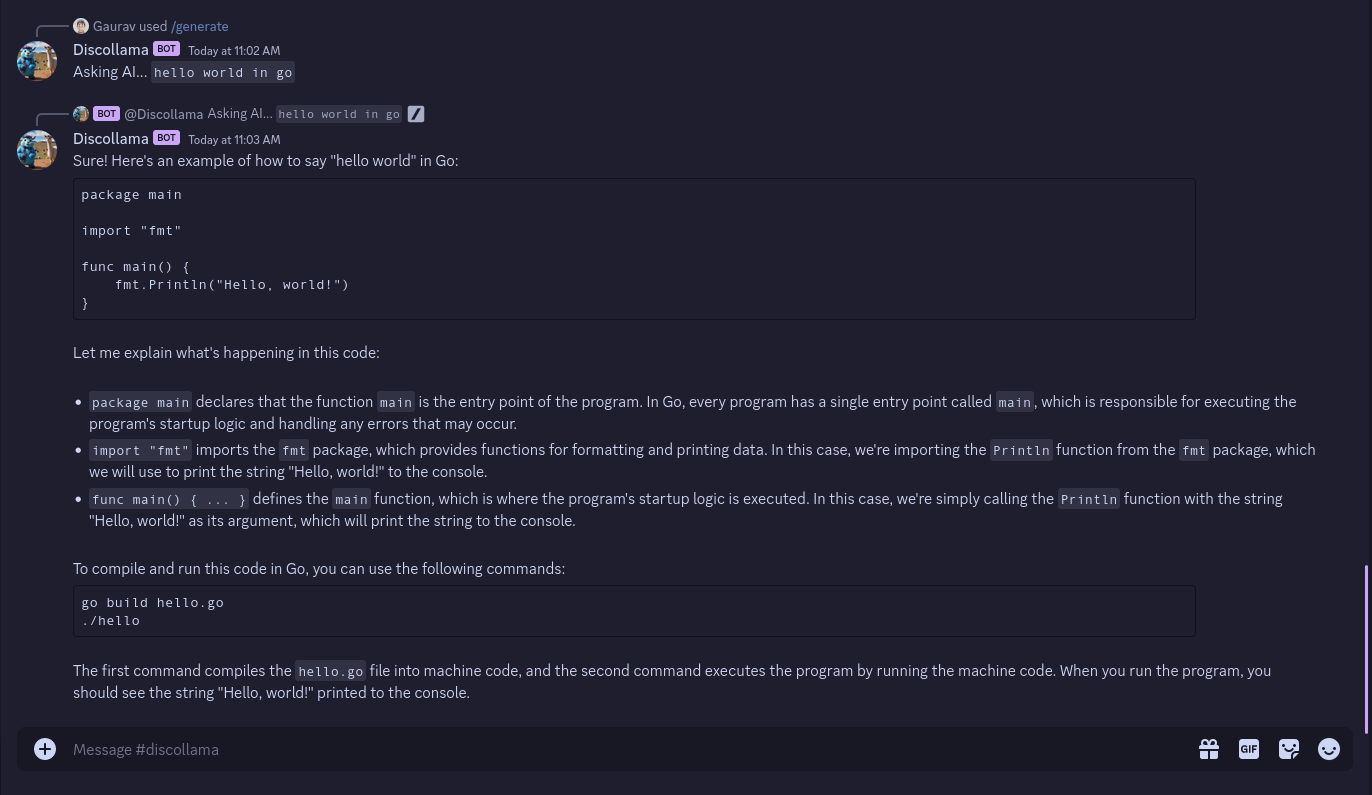 Gaurav used /generate
Discollama BOT Today at 11:02 AM
Asking AI... hello world in go
BOT @Discollama Asking AI... hello world in go
Discollama BOT Today at 11:03 AM
Sure! Here's an example of how to say "hello world" in Go:
package main
import "fmt"
func main() {
    fmt.Println("Hello, world!")
}
Let me explain what's happening in this code:
• package main declares that the function main is the entry point of the program. In Go, every program has a single entry point called main, which is responsible for executing the
program's startup logic and handling any errors that may occur.
• import "fmt" imports the fmt package, which provides functions for formatting and printing data. In this case, we're importing the Println function from the fmt package, which
we will use to print the string "Hello, world!" to the console.
• func main() { ... } defines the main function, which is where the program's startup logic is executed. In this case, we're simply calling the Println function with the string
"Hello, world!" as its argument, which will print the string to the console.
To compile and run this code in Go, you can use the following commands:
go build hello.go
./hello
The first command compiles the hello.go file into machine code, and the second command executes the program by running the machine code. When you run the program, you
should see the string "Hello, world!" printed to the console.
Message #discollama
GIF